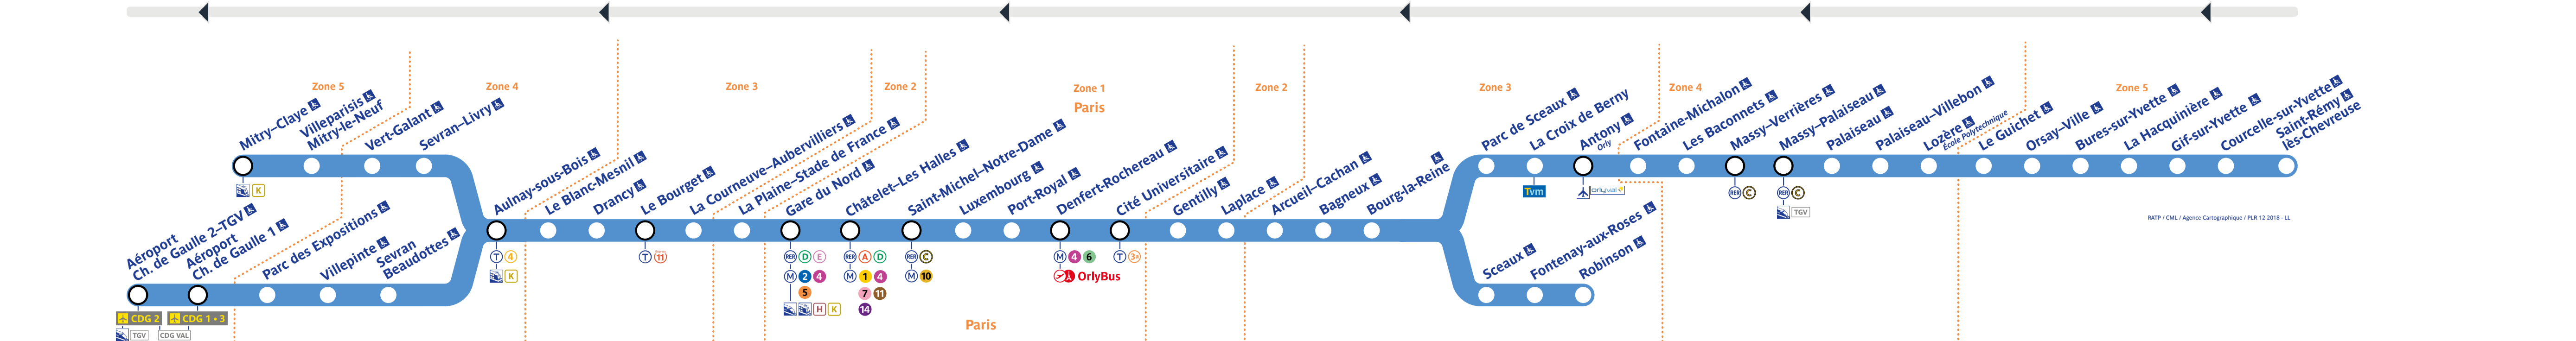 Zone 5
Zone 4
Zone 3
Zone 2
Zone 1
Paris
Zone 2
Zone 3
Zone 4
Zone 5
Mitry–Claye
Villeparisis
Mitry-le-Neuf
Vert-Galant
Sevran–Livry
Aéroport
Ch. de Gaulle 2–TGV
Aéroport
Ch. de Gaulle 1
Parc des Expositions
Villepinte
Sevran
Beaudottes
Aulnay-sous-Bois
Le Blanc-Mesnil
Drancy
Le Bourget
La Courneuve–Aubervilliers
La Plaine–Stade de France
Gare du Nord
Châtelet–Les Halles
Saint-Michel–Notre-Dame
Luxembourg
Port-Royal
Denfert-Rochereau
Cité Universitaire
Gentilly
Laplace
Arcueil–Cachan
Bagneux
Bourg-la-Reine
Parc de Sceaux
La Croix de Berny
Antony
Orly
Fontaine-Michalon
Les Baconnets
Massy–Verrières
Massy–Palaiseau
Palaiseau
Palaiseau–Villebon
Lozère
École Polytechnique
Le Guichet
Orsay–Ville
Bures-sur-Yvette
La Hacquinière
Gif-sur-Yvette
Courcelle-sur-Yvette
Saint-Rémy
lès-Chevreuse
Sceaux
Fontenay-aux-Roses
Robinson
K
CDG 2
TGV
CDG 1 • 3
CDG VAL
T 4
K
T 11
RER D E
M 2 4
5
H K
RER A D
M 1 4
7 11
14
RER C
M 10
M 4 6
OrlyBus
T 3a
Tvm
Orlyval
RER C
RER C
TGV
Paris
RATP / CML / Agence Cartographique / PLR 12 2018 - LL